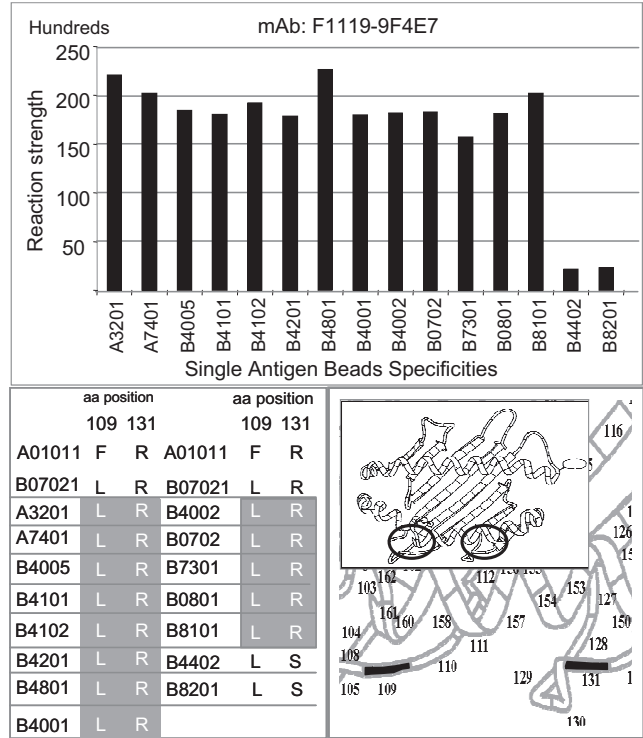 Hundreds mAb: F1119-9F4E7
250
200
150
100
50
Reaction strength
A3201 A7401 B4005 B4101 B4102 B4201 B4801 B4001 B4002 B0702 B7301 B0801 B8101 B4402 B8201
Single Antigen Beads Specificities
aa position aa position
109 131 109 131
A01011 F R A01011 F R
B07021 L R B07021 L R
A3201 L R B4002 L R
A7401 L R B0702 L R
B4005 L R B7301 L R
B4101 L R B0801 L R
B4102 L R B8101 L R
B4201 L R B4402 L S
B4801 L R B8201 L S
B4001 L R
116
126
162 112
103 153 127
161 154
160 158 157 150
104 111 128
108 110
105 109 129 131
130